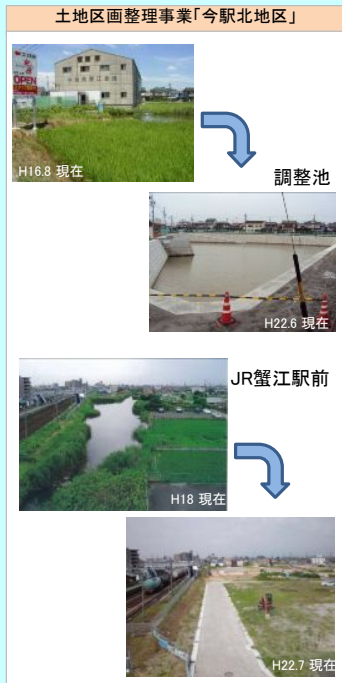 土地区画整理事業「今駅北地区」
OPEN
H16.8 現在
調整池
H22.6 現在
JR蟹江駅前
H18 現在
H22.7 現在